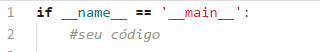 1 if __name__ == '__main__':
2     #seu código